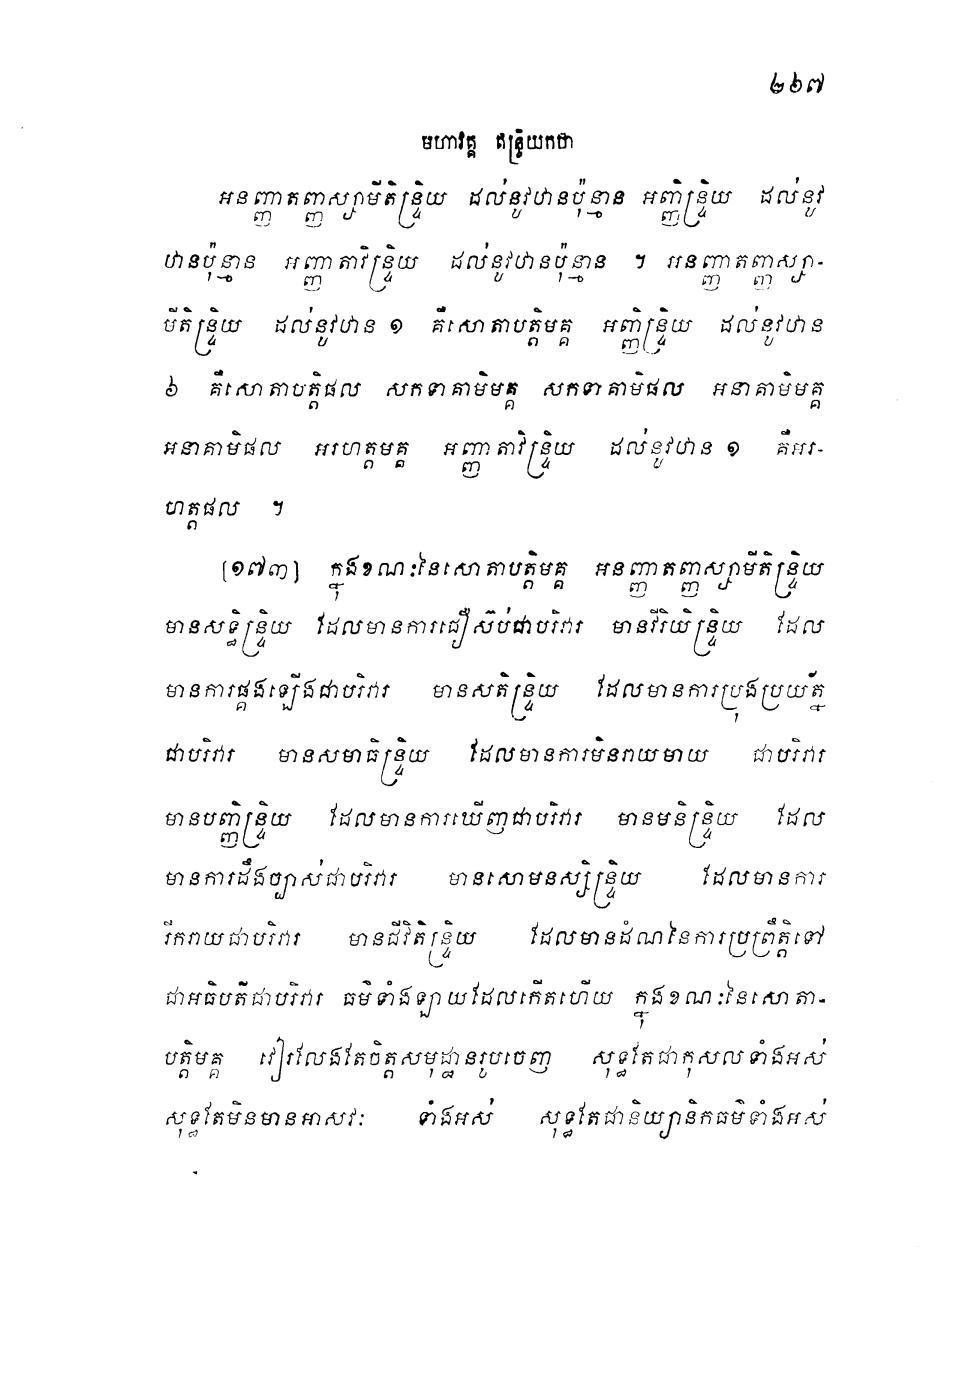 ២៦៧
មហាវគ្គ ឥន្ទ្រិយកថា
អនញ្ញាតញ្ញស្សាមីតិន្ទ្រិយ ដល់នូវឋានប៉ុន្មាន អញ្ញិន្ទ្រិយ ដល់នូវ
ឋានប៉ុន្មាន អញ្ញាតាវិន្ទ្រិយ ដល់នូវឋានប៉ុន្មាន ។ អនញ្ញាតញ្ញស្សា-
មីតិន្ទ្រិយ ដល់នូវឋាន ១ គឺសោតាបត្តិមគ្គ អញ្ញិន្ទ្រិយ ដល់នូវឋាន
៦ គឺសោតាបត្តិផល សកទាគាមិមគ្គ សកទាគាមិផល អនាគាមិមគ្គ
អនាគាមិផល អរហត្តមគ្គ អញ្ញាតាវិន្ទ្រិយ ដល់នូវឋាន ១ គឺអរ-
ហត្តផល ។
[១៧៣] ក្នុងខណៈនៃសោតាបត្តិមគ្គ អនញ្ញាតញ្ញស្សាមីតិន្ទ្រិយ
មានសទ្ធិន្ទ្រិយ ដែលមានការជឿស៊ប់ជាបរិវារ មានវីរិយិន្ទ្រិយ ដែល
មានការផ្គងឡើងជាបរិវារ មានសតិន្ទ្រិយ ដែលមានការប្រុងប្រយ័ត្ន
ជាបរិវារ មានសមាធិន្ទ្រិយ ដែលមានការមិនរាយមាយ ជាបរិវារ
មានបញ្ញិន្ទ្រិយ ដែលមានការឃើញជាបរិវារ មានមនិន្ទ្រិយ ដែល
មានការដឹងច្បាស់ជាបរិវារ មានសោមនស្សិន្ទ្រិយ ដែលមានការ
រីករាយជាបរិវារ មានជីវិតិន្ទ្រិយ ដែលមានដំណនៃការប្រព្រឹត្តិទៅ
ជាអធិបតីជាបរិវារ ធម៌ទាំងឡាយដែលកើតហើយ ក្នុងខណៈនៃសោតា-
បត្តិមគ្គ វៀរលែងតែចិត្តសមុដ្ឋានរូបចេញ សុទ្ធតែជាកុសលទាំងអស់
សុទ្ធតែមិនមានអាសវៈ ទាំងអស់ សុទ្ធតែជានិយ្យានិកធម៌ទាំងអស់